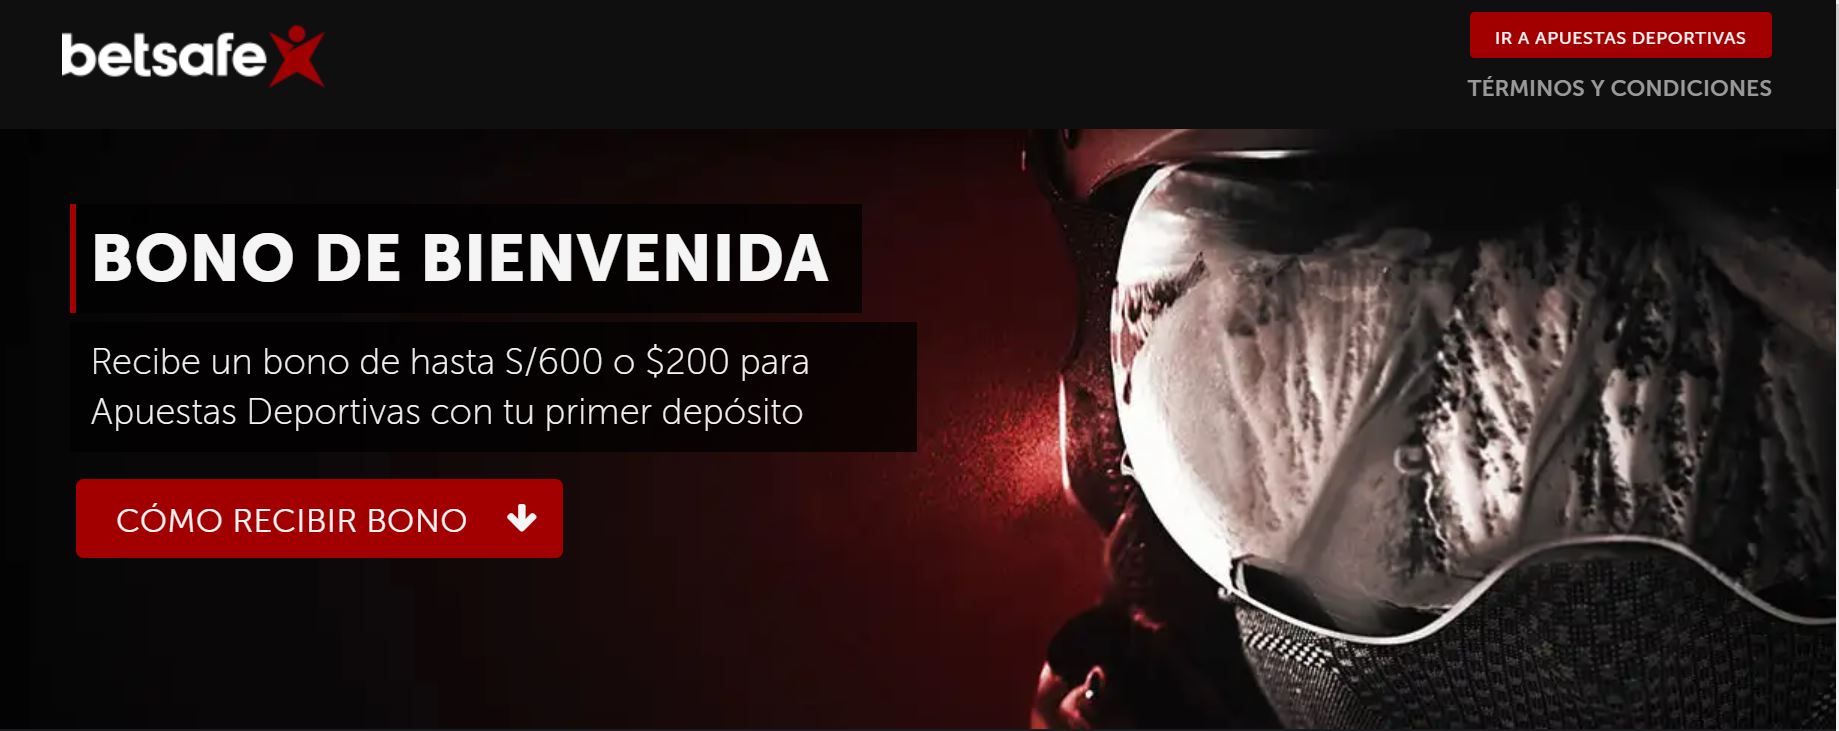 betsafe
IR A APUESTAS DEPORTIVAS
TÉRMINOS Y CONDICIONES
BONO DE BIENVENIDA
Recibe un bono de hasta S/600 o $200 para
Apuestas Deportivas con tu primer depósito
CÓMO RECIBIR BONO